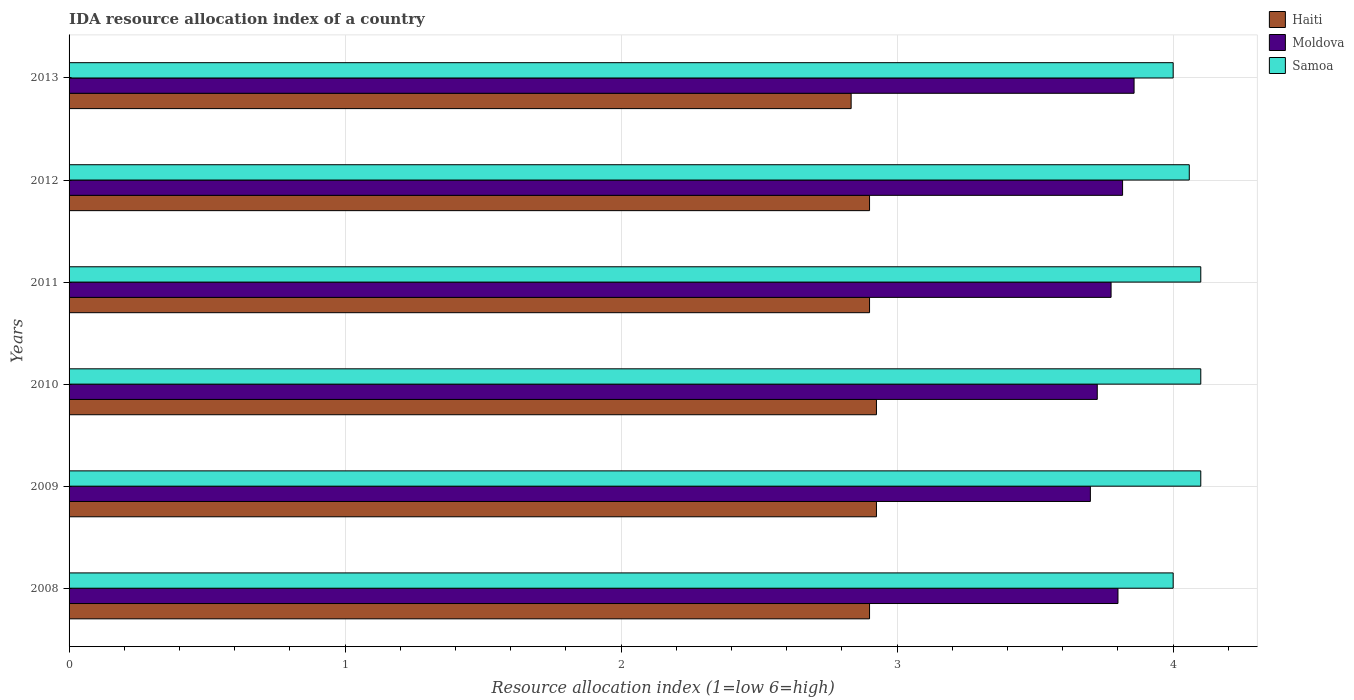 IDA resource allocation index of a country
Haiti
Moldova
Samoa
Years
2013
2012
2011
2010
2009
2008
0
1
2
3
4
Resource allocation index (1=low 6=high)